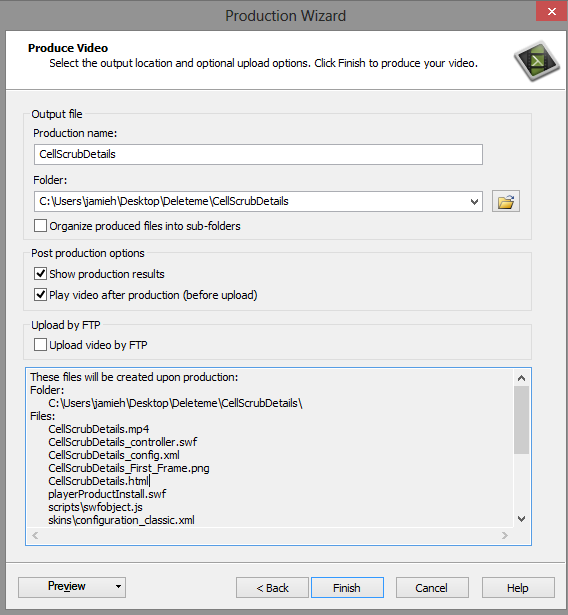 Production Wizard
Produce Video
Select the output location and optional upload options. Click Finish to produce your video.
Output file
Production name:
CellScrubDetails
Folder:
C:\Users\jamieh\Desktop\Deleteme\CellScrubDetails
Organize produced files into sub-folders
Post production options
Show production results
Play video after production (before upload)
Upload by FTP
Upload video by FTP
These files will be created upon production:
Folder:
C:\Users\jamieh\Desktop\Deleteme\CellScrubDetails\
Files:
CellScrubDetails.mp4
CellScrubDetails_controller.swf
CellScrubDetails_config.xml
CellScrubDetails_First_Frame.png
CellScrubDetails.html
playerProductInstall.swf
scripts\swfobject.js
skins\configuration_classic.xml
Preview
< Back
Finish
Cancel
Help